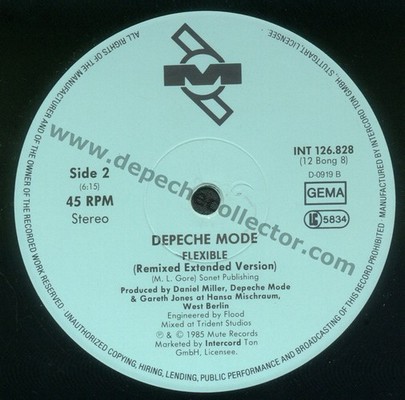 M
INT 126.828
(12 Bong 8)
D-0919 B
GEMA
LC 5834
Side 2
(6:15)
45 RPM
Stereo
DEPECHE MODE
FLEXIBLE
(Remixed Extended Version)
(M. L. Gore) Sonet Publishing
Produced by Daniel Miller, Depeche Mode
& Gareth Jones at Hansa Mischraum,
West Berlin
Engineered by Flood
Mixed at Trident Studios
℗ & © 1985 Mute Records
Marketed by Intercord Ton
GmbH, Licensee.
ALL RIGHTS OF THE MANUFACTURER AND OF THE OWNER OF THE RECORDED WORK RESERVED · UNAUTHORIZED COPYING, HIRING, LENDING, PUBLIC PERFORMANCE AND BROADCASTING OF THIS RECORD PROHIBITED · MANUFACTURED BY INTERCORD TON GMBH, STUTTGART, LICENSEE
www.depechecollector.com